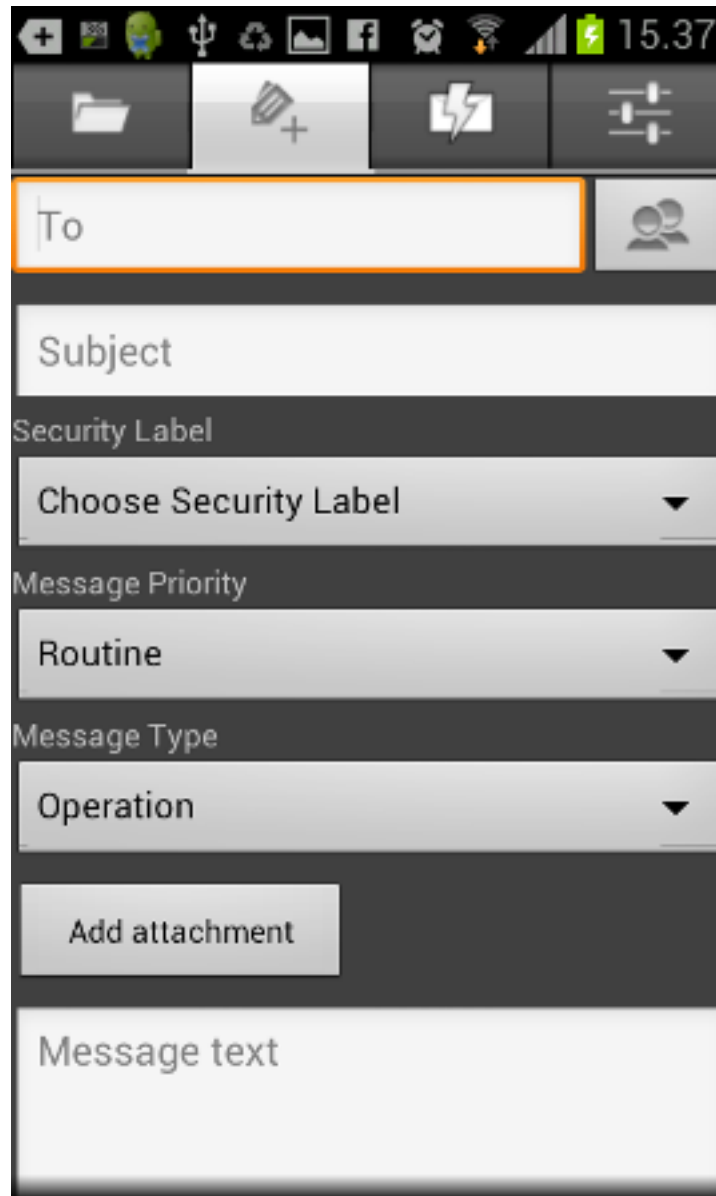 15.37
To
Subject
Security Label
Choose Security Label
Message Priority
Routine
Message Type
Operation
Add attachment
Message text